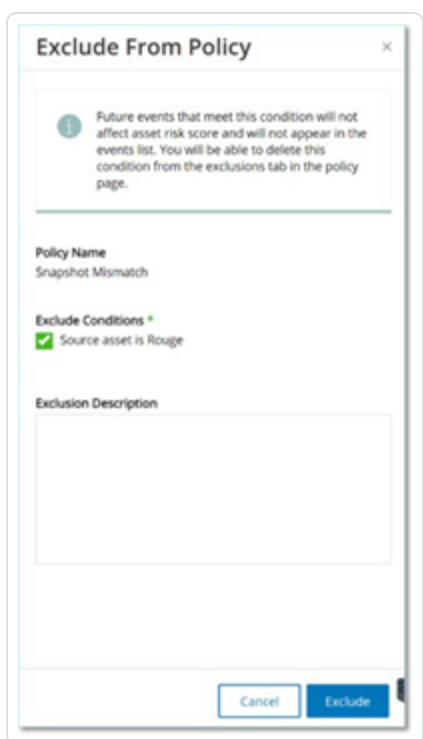 Exclude From Policy
Future events that meet this condition will not
affect asset risk score and will not appear in the
events list. You will be able to delete this
condition from the exclusions tab in the policy
page.
Policy Name
Snapshot Mismatch
Exclude Conditions *
Source asset is Rouge
Exclusion Description
Cancel
Exclude